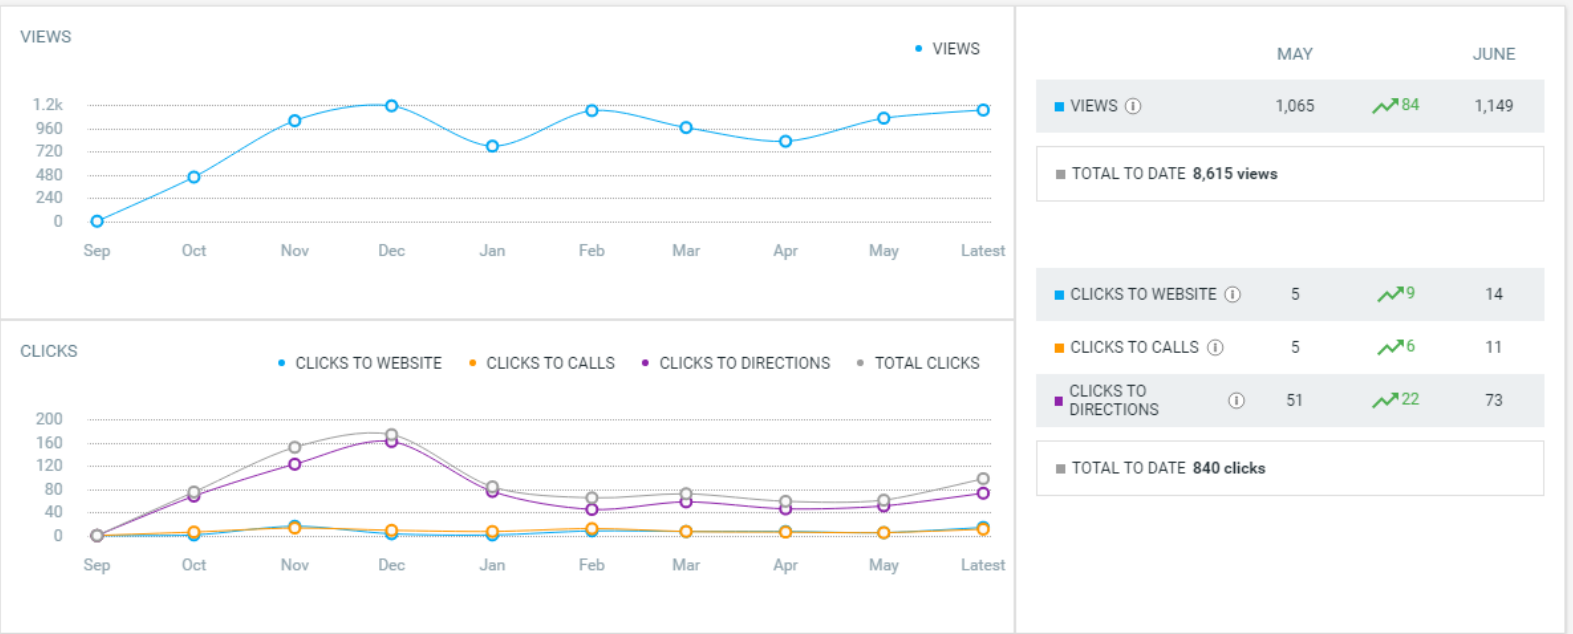 VIEWS
VIEWS
1.2k
960
720
480
240
0
Sep Oct Nov Dec Jan Feb Mar Apr May Latest
CLICKS
CLICKS TO WEBSITE CLICKS TO CALLS CLICKS TO DIRECTIONS TOTAL CLICKS
200
160
120
80
40
0
Sep Oct Nov Dec Jan Feb Mar Apr May Latest
MAY JUNE
VIEWS i 1,065 84 1,149
TOTAL TO DATE 8,615 views
CLICKS TO WEBSITE i 5 9 14
CLICKS TO CALLS i 5 6 11
CLICKS TO
DIRECTIONS i 51 22 73
TOTAL TO DATE 840 clicks